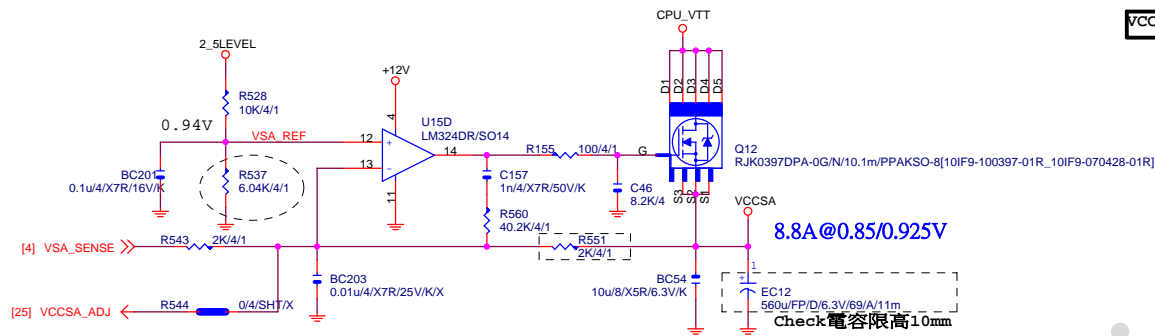 CPU_VTT
VCC
2_5LEVEL
+12V
D1
D2
D3
D4
D5
R528
10K/4/1
4
U15D
LM324DR/SO14
0.94V
VSA_REF
12
+
13
-
14
11
R155
100/4/1
G
Q12
RJK0397DPA-0G/N/10.1m/PPAKSO-8[10IF9-100397-01R_10IF9-070428-01R]
BC201
0.1u/4/X7R/16V/K
R537
6.04K/4/1
C157
1n/4/X7R/50V/K
C46
8.2K/4
S3
S2
S1
R560
40.2K/4/1
VCCSA
8.8A@0.85/0.925V
[4] VSA_SENSE
R543
2K/4/1
R551
2K/4/1
BC203
0.01u/4/X7R/25V/K/X
BC54
10u/8/X5R/6.3V/K
1
+
EC12
560u/FP/D/6.3V/69/A/11m
[25] VCCSA_ADJ
R544
0/4/SHT/X
Check電容限高10mm